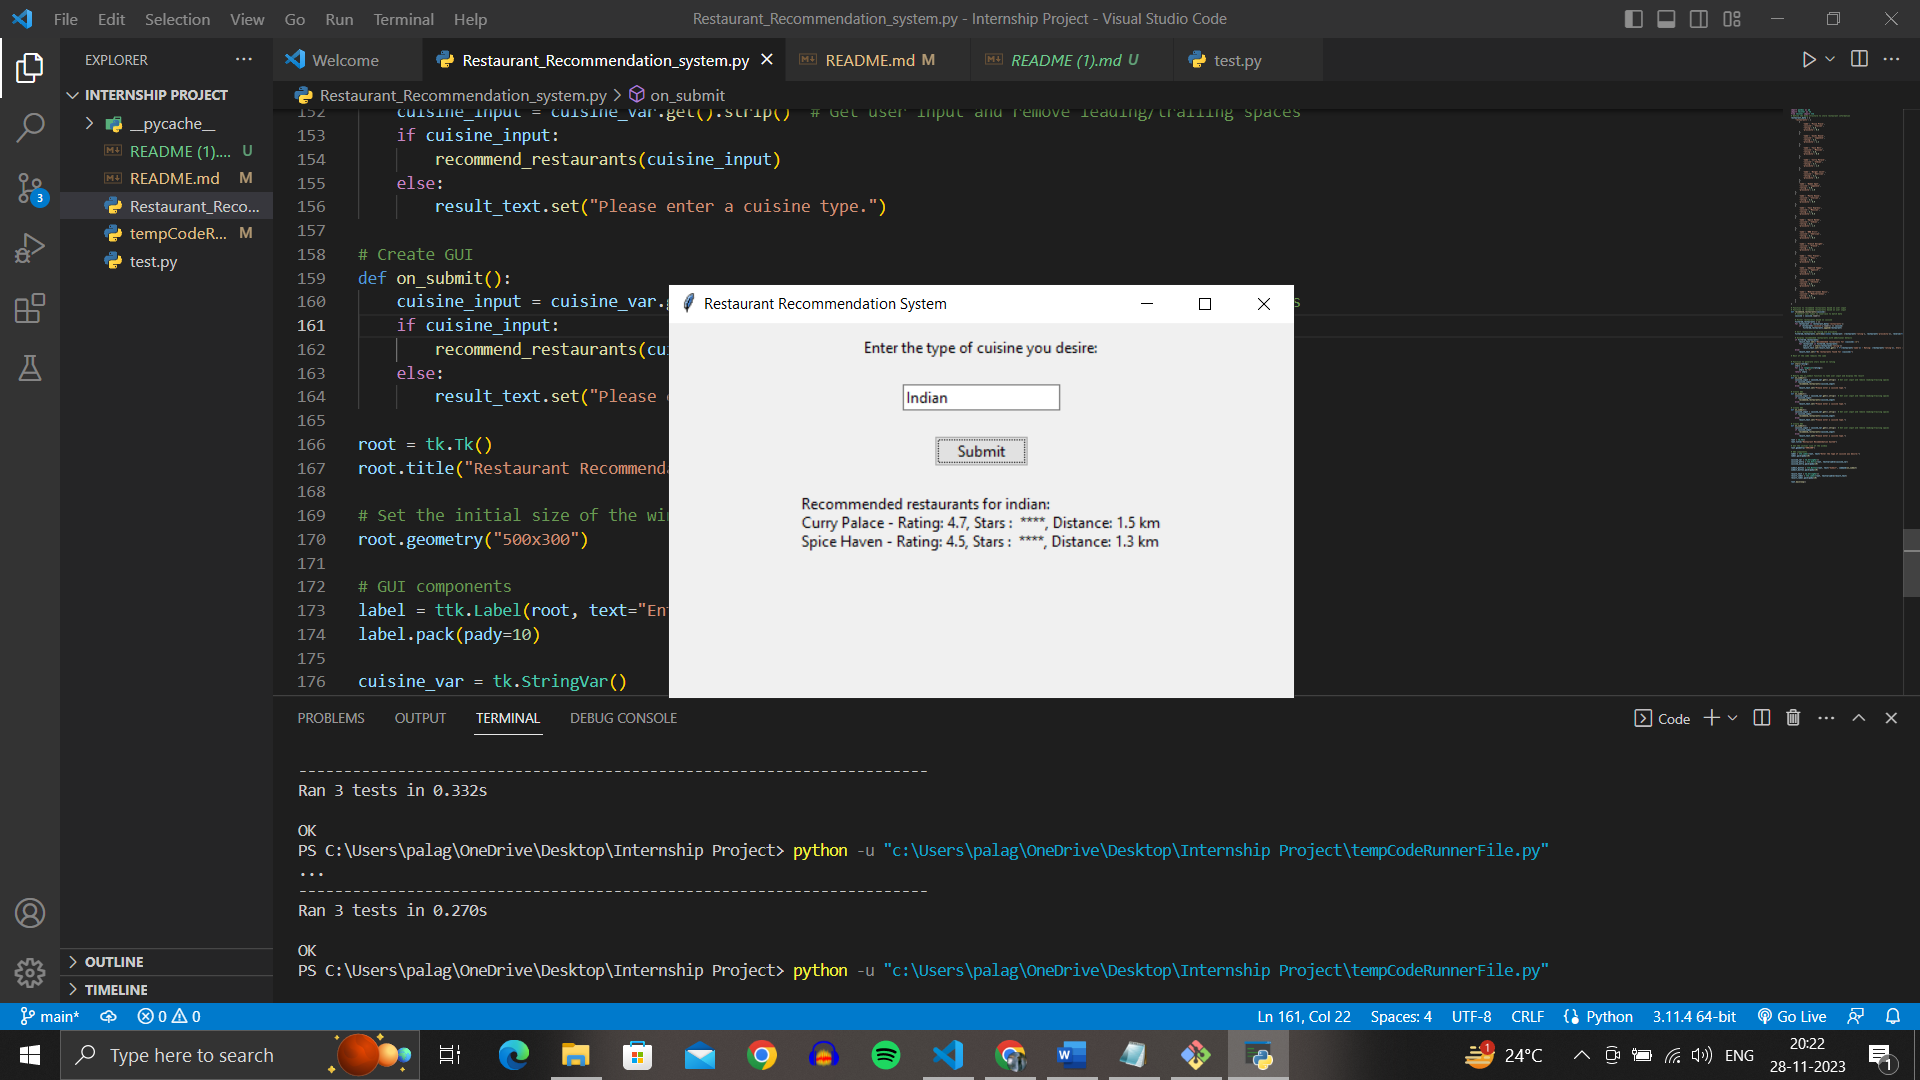 File Edit Selection View Go Run Terminal Help
Restaurant_Recommendation_system.py - Internship Project - Visual Studio Code
EXPLORER
INTERNSHIP PROJECT
__pycache__
README (1).... U
README.md M
Restaurant_Reco...
tempCodeR... M
test.py
OUTLINE
TIMELINE
3
Welcome Restaurant_Recommendation_system.py README.md M README (1).md U test.py
Restaurant_Recommendation_system.py > on_submit
152 cuisine_input = cuisine_var.get().strip() # Get user input and remove leading/trailing spaces
153 if cuisine_input:
154 recommend_restaurants(cuisine_input)
155 else:
156 result_text.set("Please enter a cuisine type.")
157
158 # Create GUI
159 def on_submit():
160 cuisine_input = cuisine_var.
161 if cuisine_input:
162 recommend_restaurants(cu
163 else:
164 result_text.set("Please
165
166 root = tk.Tk()
167 root.title("Restaurant Recommend
168
169 # Set the initial size of the wi
170 root.geometry("500x300")
171
172 # GUI components
173 label = ttk.Label(root, text="En
174 label.pack(pady=10)
175
176 cuisine_var = tk.StringVar()
Restaurant Recommendation System
Enter the type of cuisine you desire:
Indian
Submit
Recommended restaurants for indian:
Curry Palace - Rating: 4.7, Stars : ****, Distance: 1.5 km
Spice Haven - Rating: 4.5, Stars : ****, Distance: 1.3 km
PROBLEMS OUTPUT TERMINAL DEBUG CONSOLE
Code
----------------------------------------------------------------------
Ran 3 tests in 0.332s
OK
PS C:\Users\palag\OneDrive\Desktop\Internship Project> python -u "c:\Users\palag\OneDrive\Desktop\Internship Project\tempCodeRunnerFile.py"
...
----------------------------------------------------------------------
Ran 3 tests in 0.270s
OK
PS C:\Users\palag\OneDrive\Desktop\Internship Project> python -u "c:\Users\palag\OneDrive\Desktop\Internship Project\tempCodeRunnerFile.py"
main* 0 0
Ln 161, Col 22 Spaces: 4 UTF-8 CRLF Python 3.11.4 64-bit Go Live
Type here to search
1 24°C ENG
20:22
28-11-2023
1